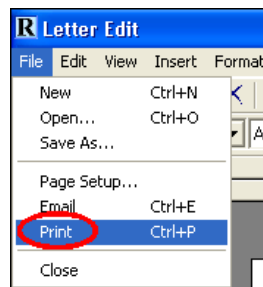 R Letter Edit
File Edit View Insert Format
New Ctrl+N
Open... Ctrl+O
Save As...
Page Setup...
Email Ctrl+E
Print Ctrl+P
Close
A